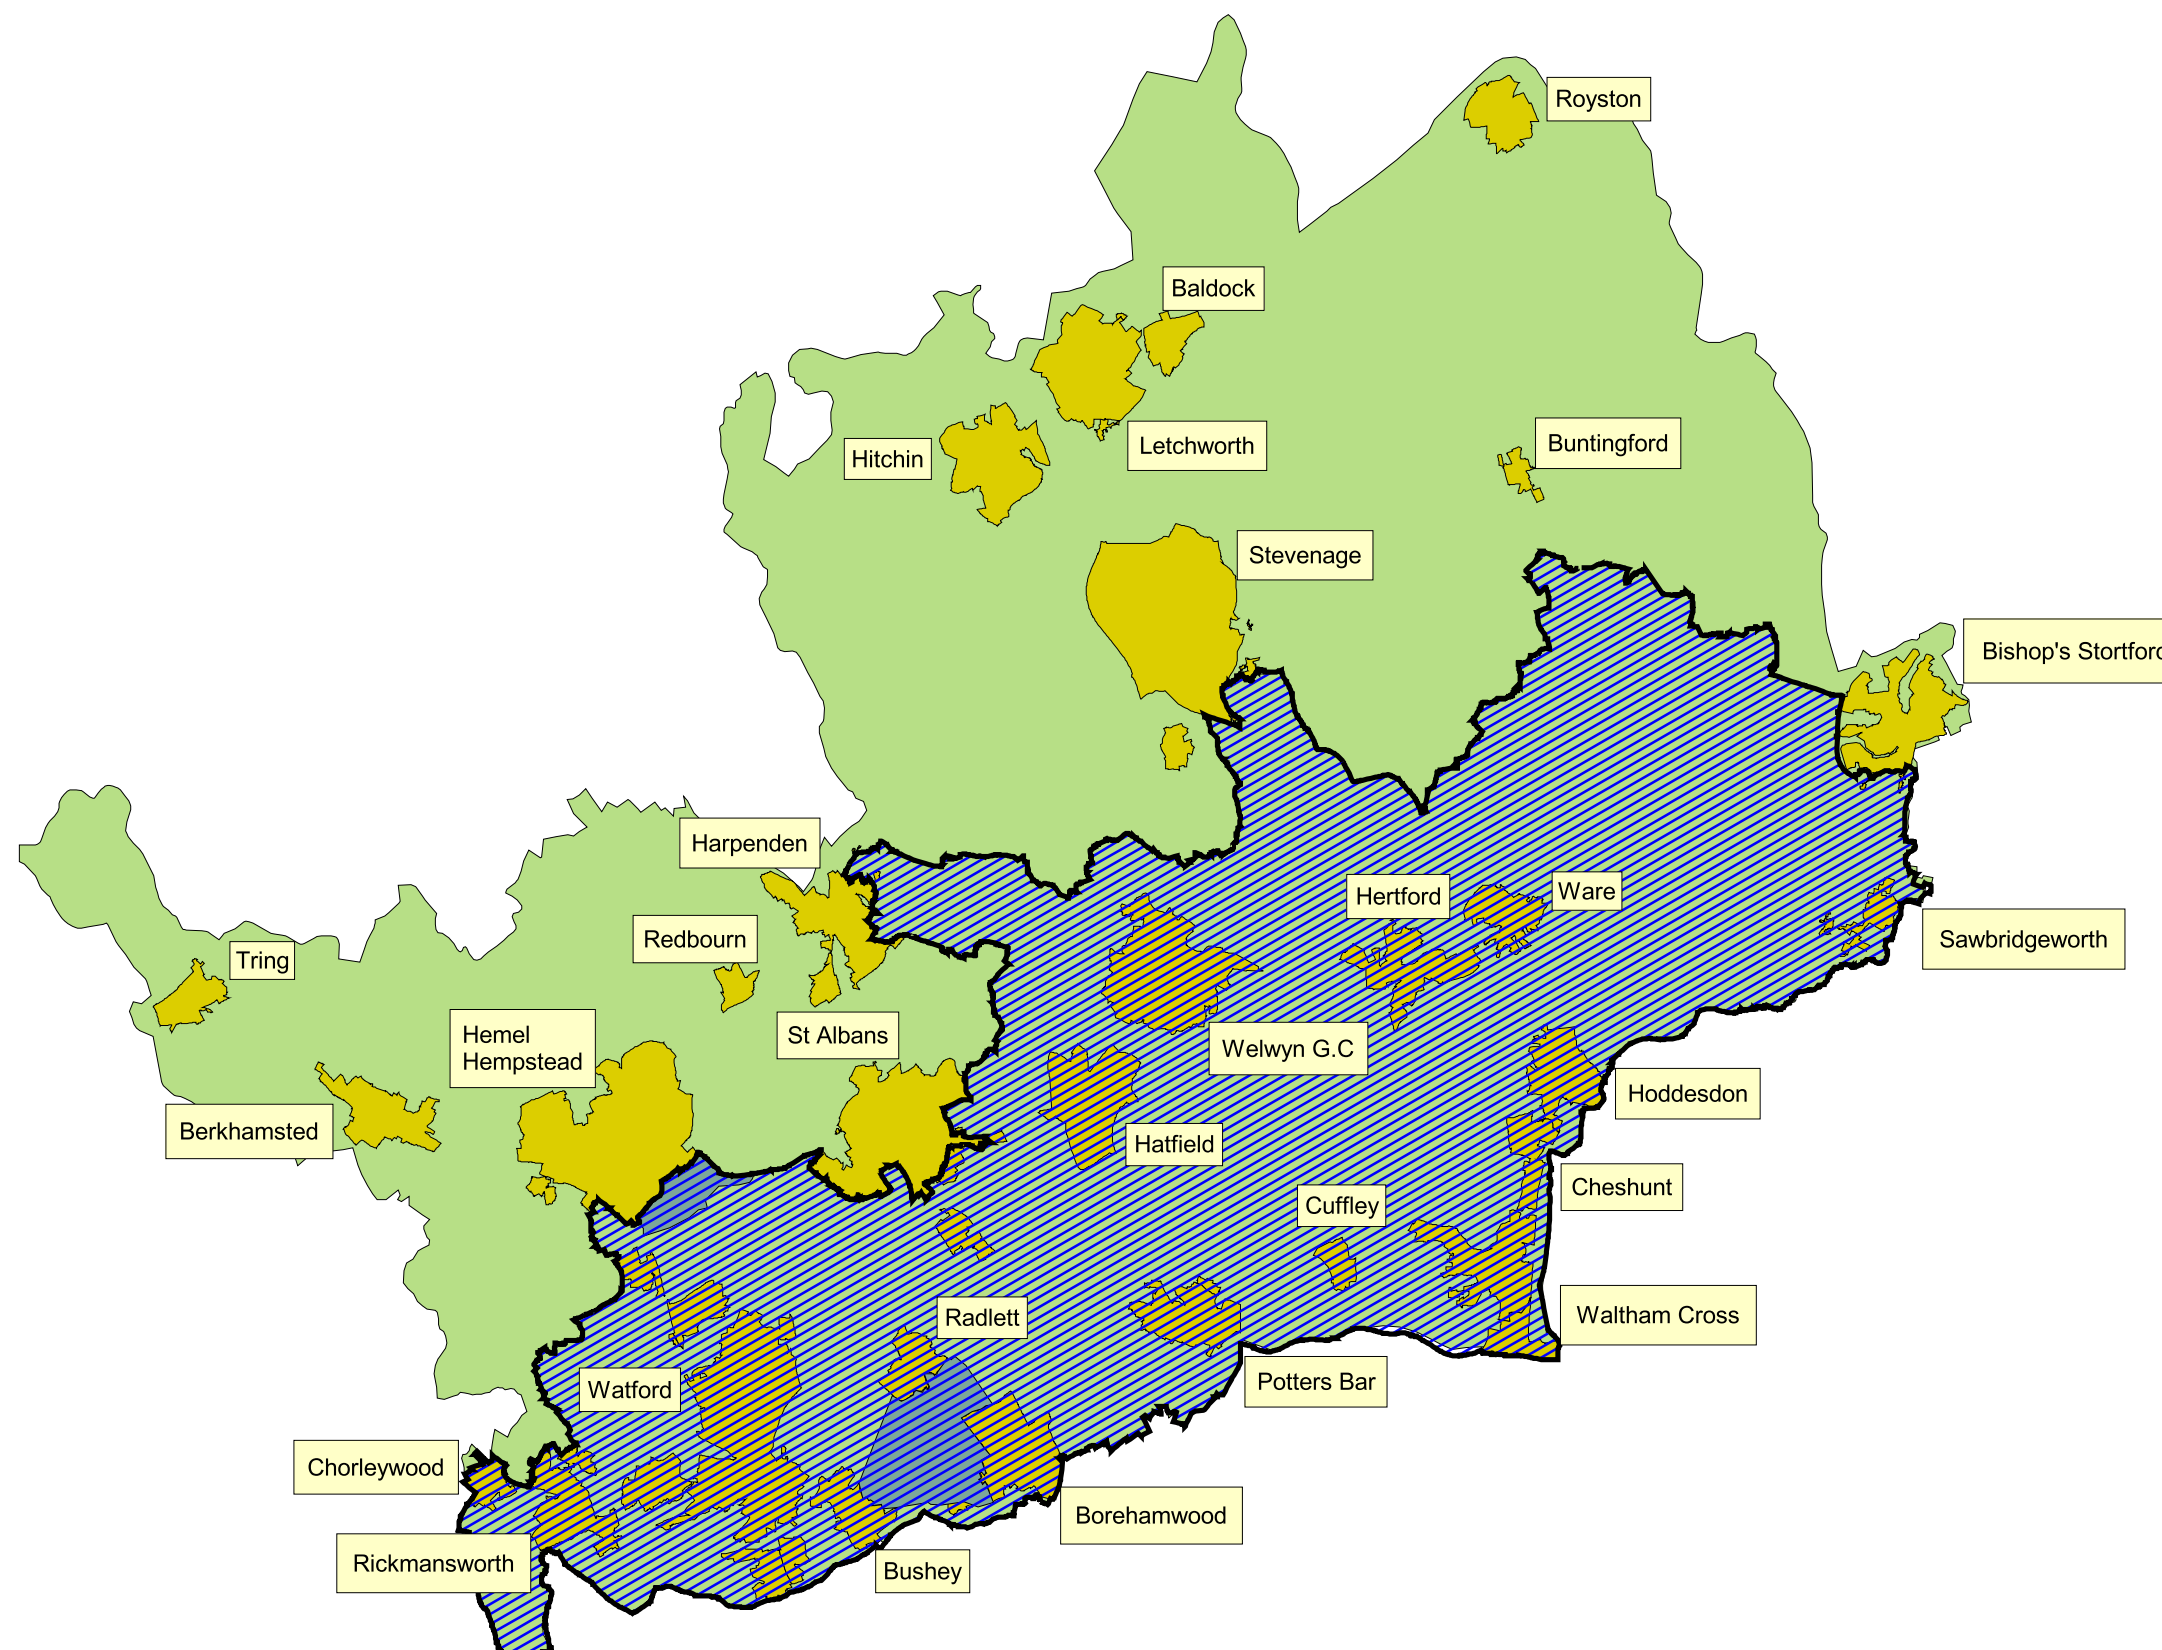 Royston
Baldock
Letchworth
Hitchin
Buntingford
Stevenage
Bishop's Stortford
Harpenden
Hertford
Ware
Redbourn
Sawbridgeworth
Tring
St Albans
Hemel
Hempstead
Welwyn G.C
Hoddesdon
Berkhamsted
Hatfield
Cheshunt
Cuffley
Radlett
Waltham Cross
Watford
Potters Bar
Chorleywood
Borehamwood
Rickmansworth
Bushey